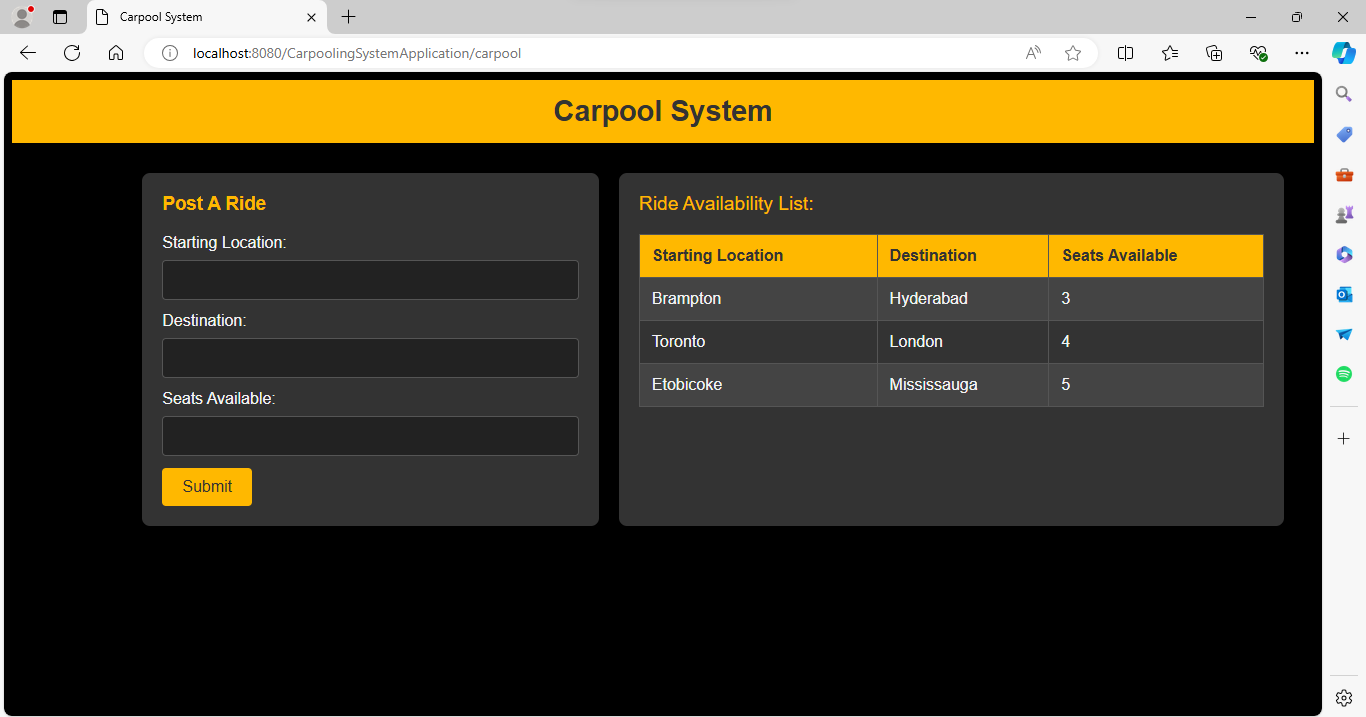 Carpool System
localhost:8080/CarpoolingSystemApplication/carpool
Carpool System
Post A Ride
Starting Location:
Destination:
Seats Available:
Submit
Ride Availability List:
Starting Location Destination Seats Available
Brampton Hyderabad 3
Toronto London 4
Etobicoke Mississauga 5